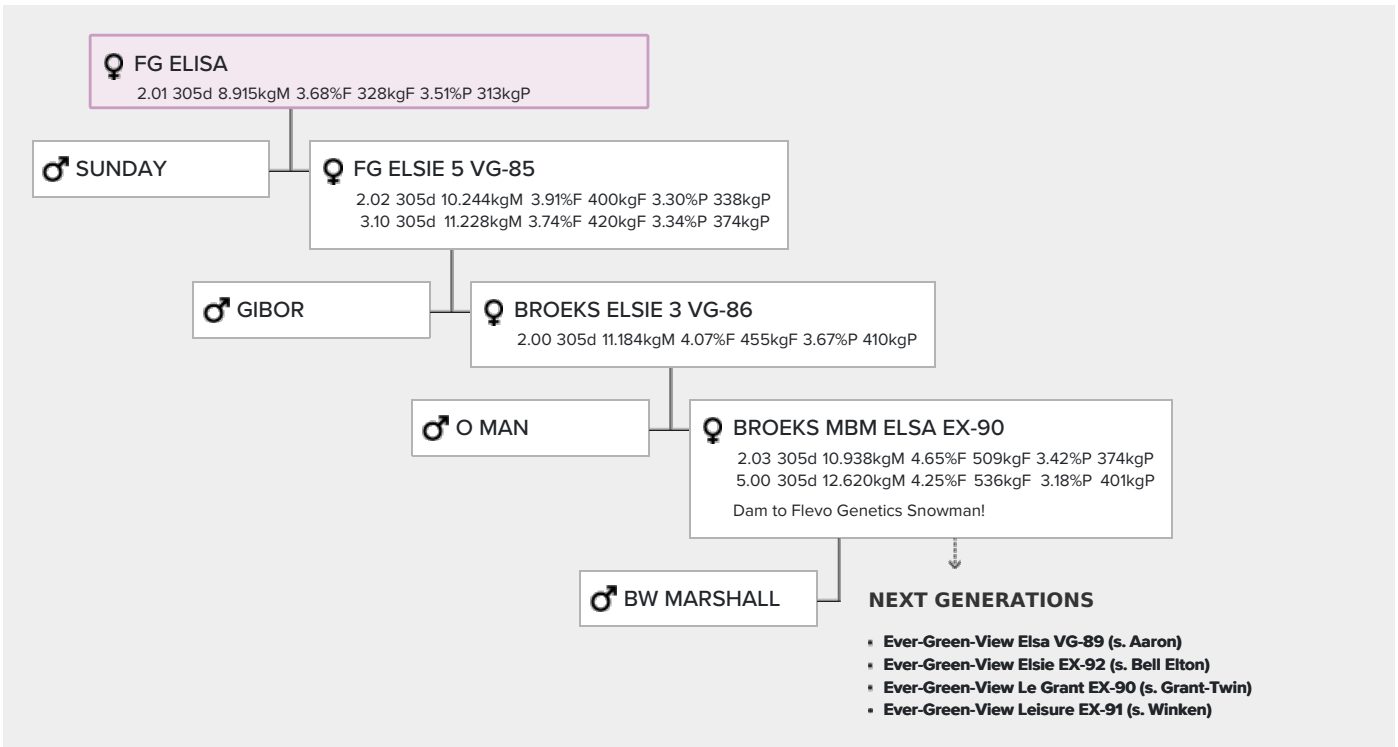 FG ELISA
2.01 305d 8.915kgM 3.68%F 328kgF 3.51%P 313kgP
SUNDAY
FG ELSIE 5 VG-85
2.02 305d 10.244kgM 3.91%F 400kgF 3.30%P 338kgP
3.10 305d 11.228kgM 3.74%F 420kgF 3.34%P 374kgP
GIBOR
BROEKS ELSIE 3 VG-86
2.00 305d 11.184kgM 4.07%F 455kgF 3.67%P 410kgP
O MAN
BROEKS MBM ELSA EX-90
2.03 305d 10.938kgM 4.65%F 509kgF 3.42%P 374kgP
5.00 305d 12.620kgM 4.25%F 536kgF 3.18%P 401kgP
Dam to Flevo Genetics Snowman!
BW MARSHALL
NEXT GENERATIONS
Ever-Green-View Elsa VG-89 (s. Aaron)
Ever-Green-View Elsie EX-92 (s. Bell Elton)
Ever-Green-View Le Grant EX-90 (s. Grant-Twin)
Ever-Green-View Leisure EX-91 (s. Winken)